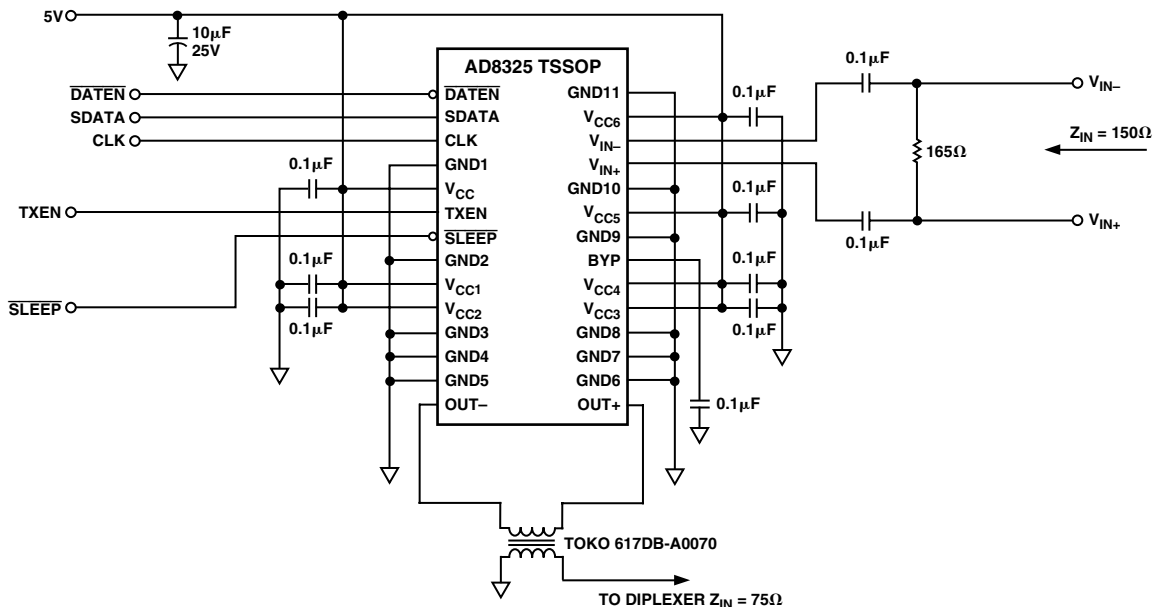 5V
10µF
25V
AD8325 TSSOP
DATEN
SDATA
CLK
TXEN
SLEEP
0.1µF
0.1µF
0.1µF
DATEN
SDATA
CLK
GND1
VCC
TXEN
SLEEP
GND2
VCC1
VCC2
GND3
GND4
GND5
OUT–
GND11
VCC6
VIN–
VIN+
GND10
VCC5
GND9
BYP
VCC4
VCC3
GND8
GND7
GND6
OUT+
0.1µF
0.1µF
0.1µF
0.1µF
0.1µF
0.1µF
0.1µF
165Ω
VIN–
ZIN = 150Ω
VIN+
TOKO 617DB-A0070
TO DIPLEXER ZIN = 75Ω